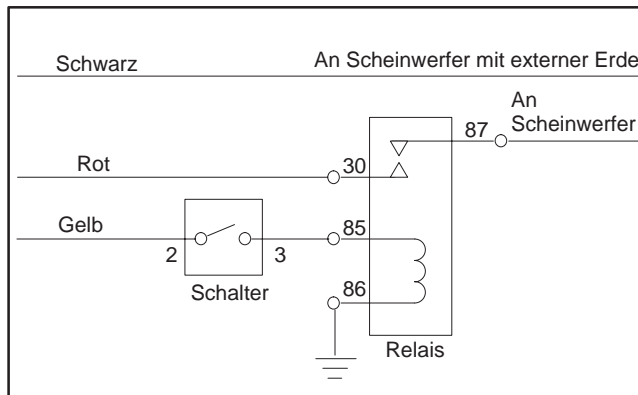 Schwarz
An Scheinwerfer mit externer Erde
An
Scheinwerfer
87
Rot
30
Gelb
2
3
85
Schalter
86
Relais